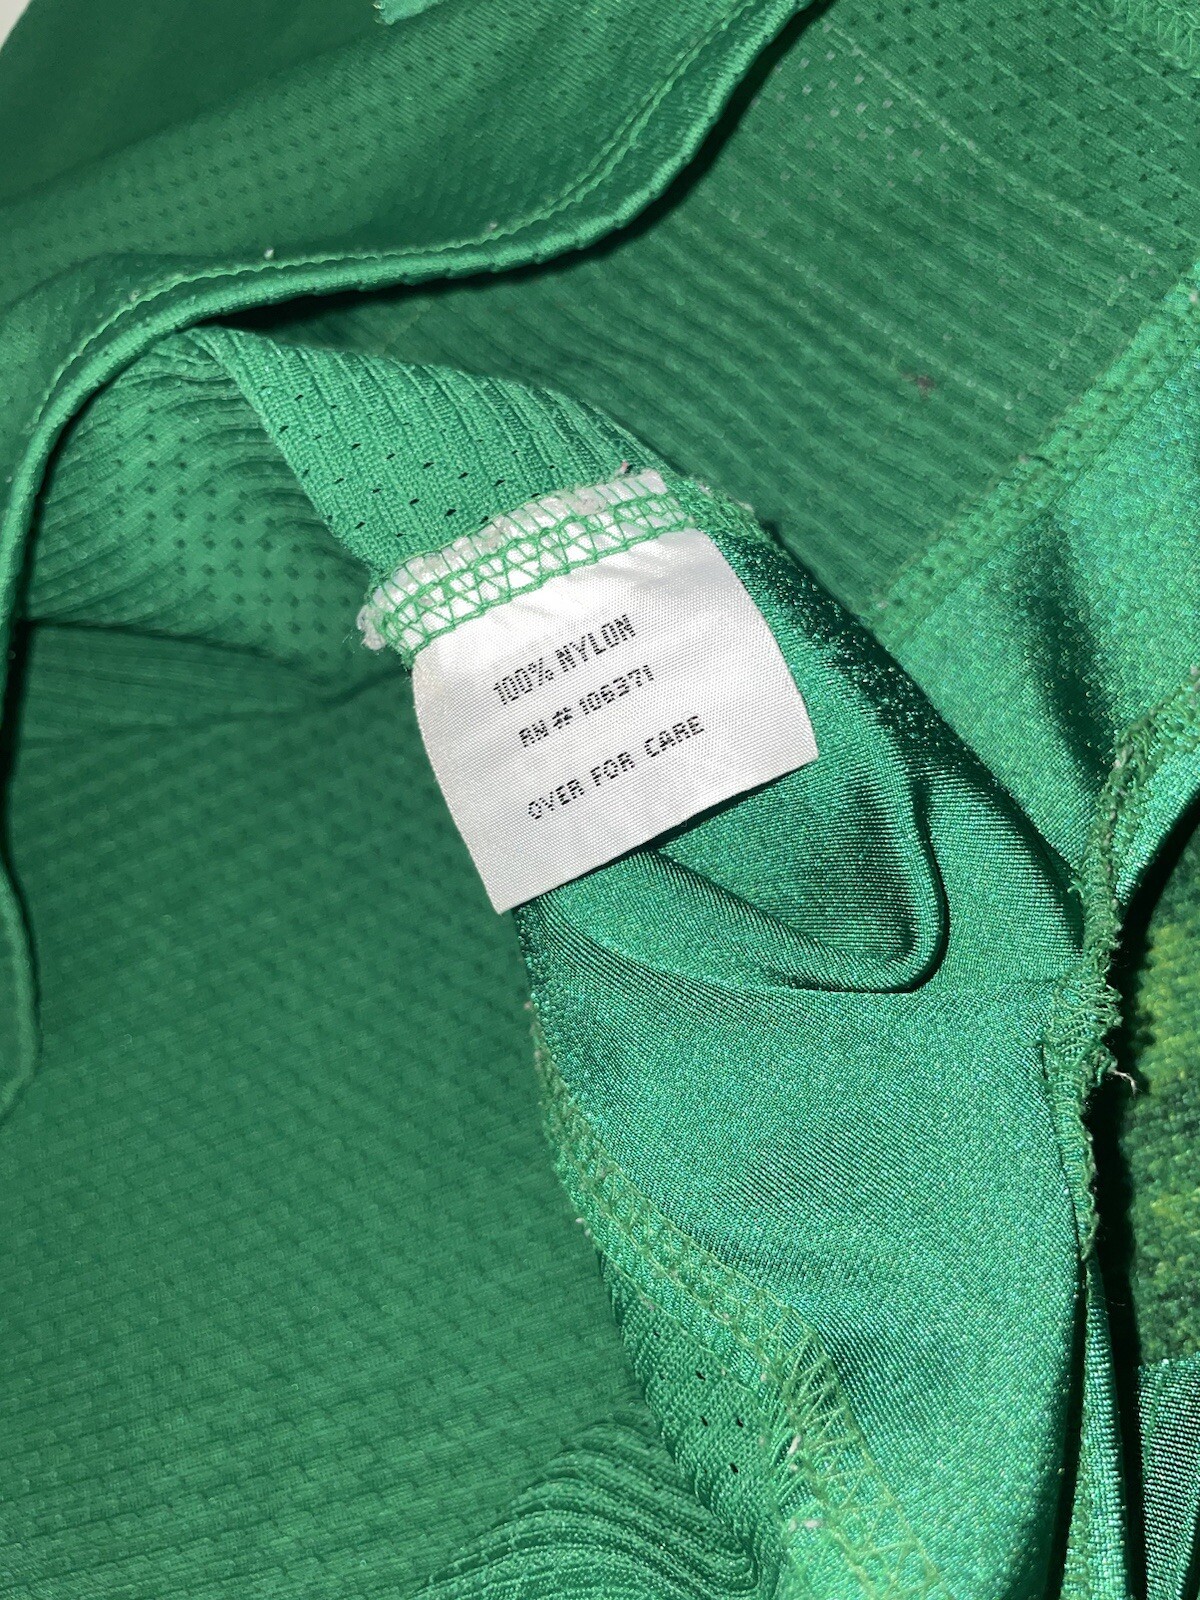 100% NYLON
RN # 106371
OVER FOR CARE